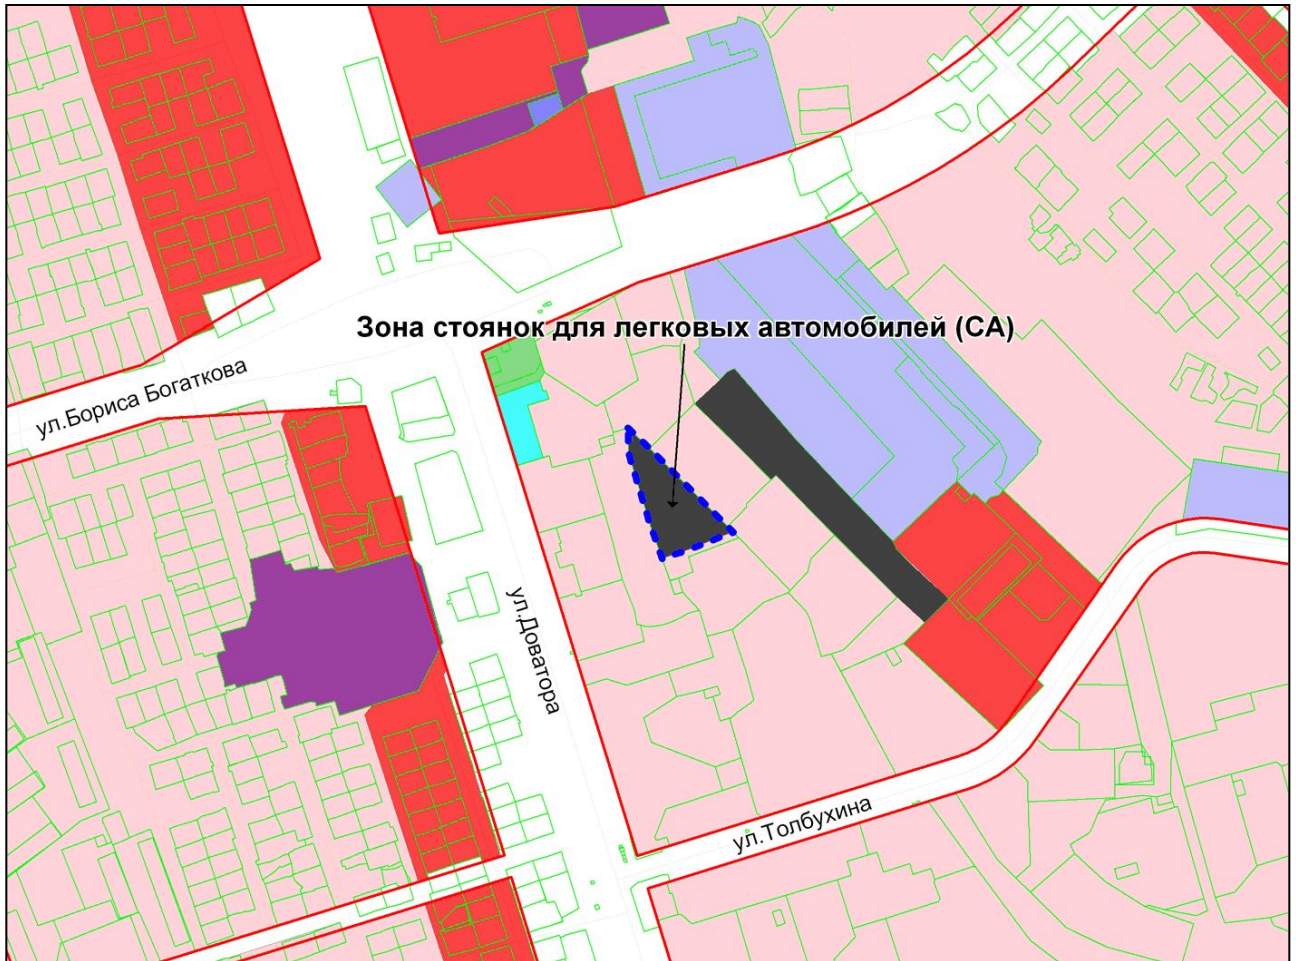 Зона стоянок для легковых автомобилей (СА)
ул.Бориса Богаткова
ул.Доватора
ул.Толбухина